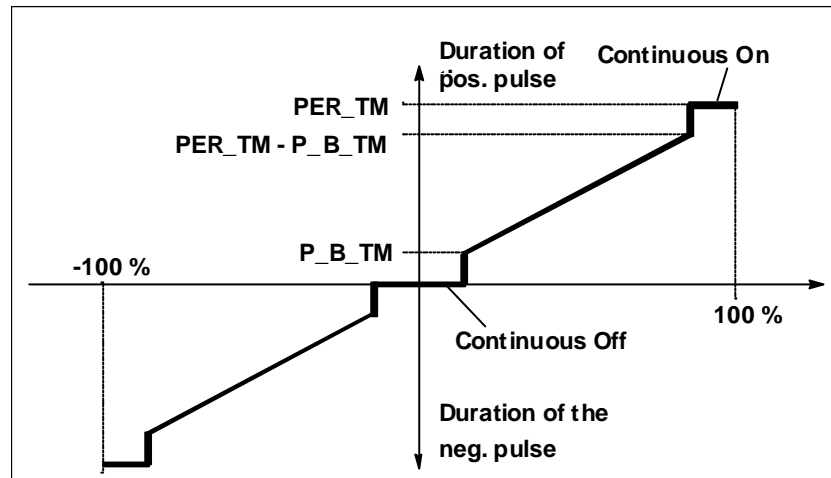 Duration of
pos. pulse
Continuous On
PER_TM
PER_TM - P_B_TM
P_B_TM
-100 %
100 %
Continuous Off
Duration of the
neg. pulse